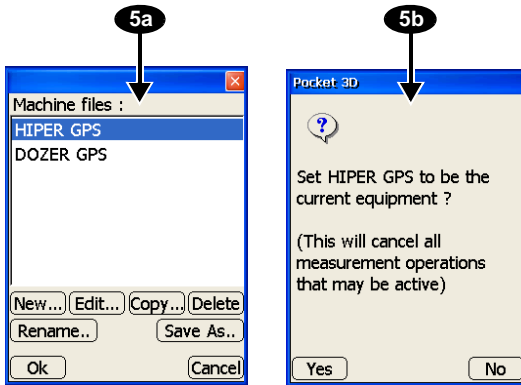 5a
Machine files :
HIPER GPS
DOZER GPS
New... Edit... Copy... Delete
Rename.. Save As..
Ok Cancel
5b
Pocket 3D
?
Set HIPER GPS to be the
current equipment ?
(This will cancel all
measurement operations
that may be active)
Yes No